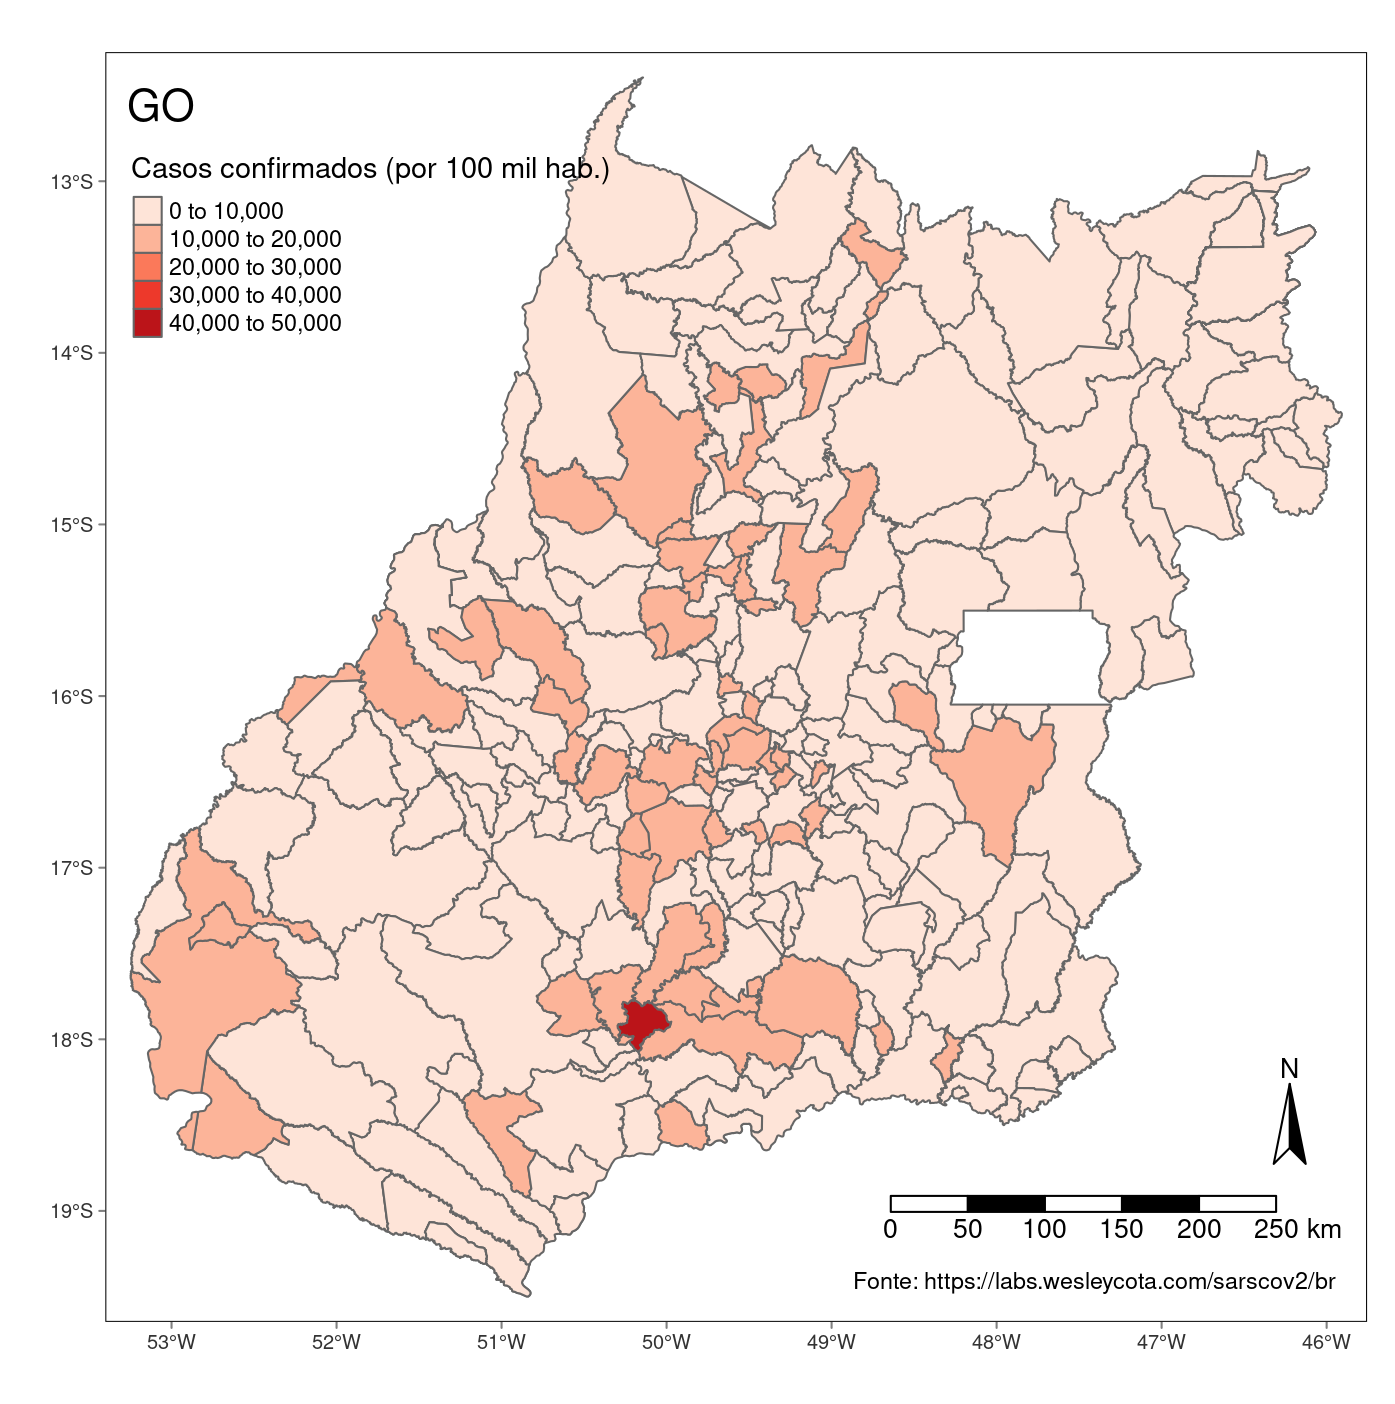 GO
Casos confirmados (por 100 mil hab.)
0 to 10,000
10,000 to 20,000
20,000 to 30,000
30,000 to 40,000
40,000 to 50,000
13°S
14°S
15°S
16°S
17°S
18°S
19°S
N
0 50 100 150 200 250 km
Fonte: https://labs.wesleycota.com/sarscov2/br
53°W 52°W 51°W 50°W 49°W 48°W 47°W 46°W